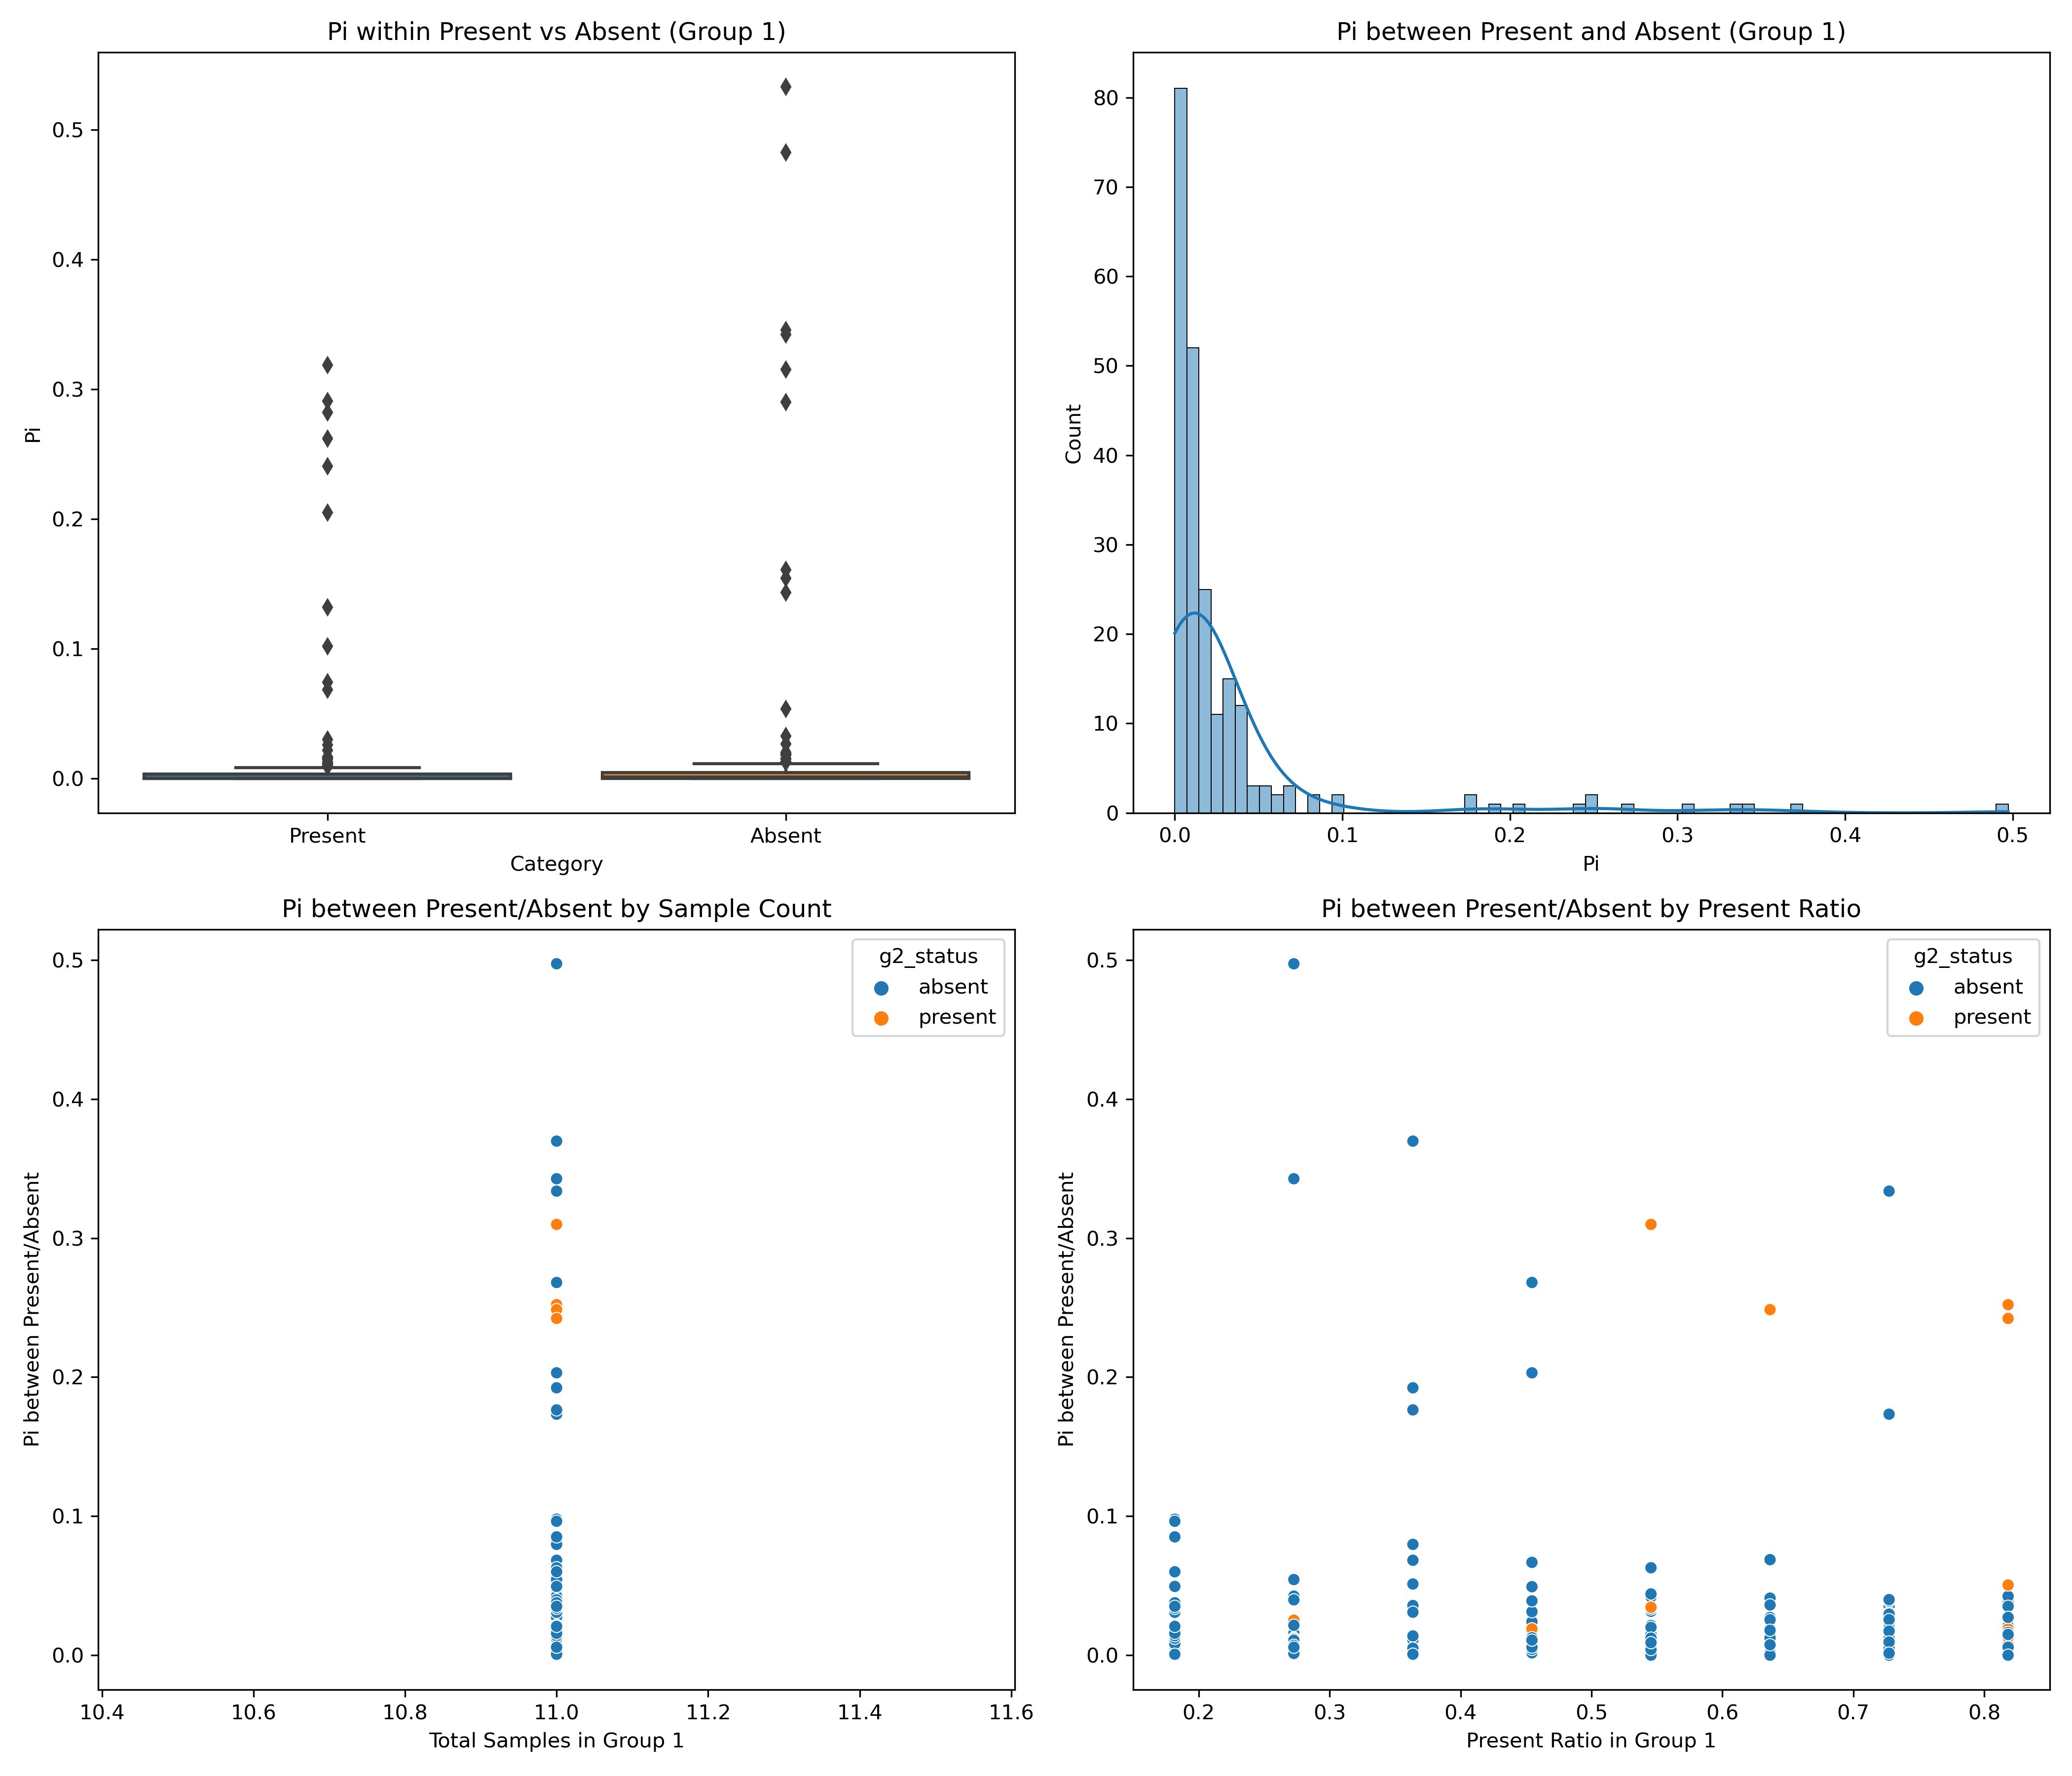 Pi within Present vs Absent (Group 1)
Pi
0.5
0.4
0.3
0.2
0.1
0.0
Present
Absent
Category
Pi between Present and Absent (Group 1)
Count
80
70
60
50
40
30
20
10
0
0.0
0.1
0.2
0.3
0.4
0.5
Pi
Pi between Present/Absent by Sample Count
Pi between Present/Absent
0.5
0.4
0.3
0.2
0.1
0.0
g2_status
absent
present
10.4
10.6
10.8
11.0
11.2
11.4
11.6
Total Samples in Group 1
Pi between Present/Absent by Present Ratio
Pi between Present/Absent
0.5
0.4
0.3
0.2
0.1
0.0
g2_status
absent
present
0.2
0.3
0.4
0.5
0.6
0.7
0.8
Present Ratio in Group 1